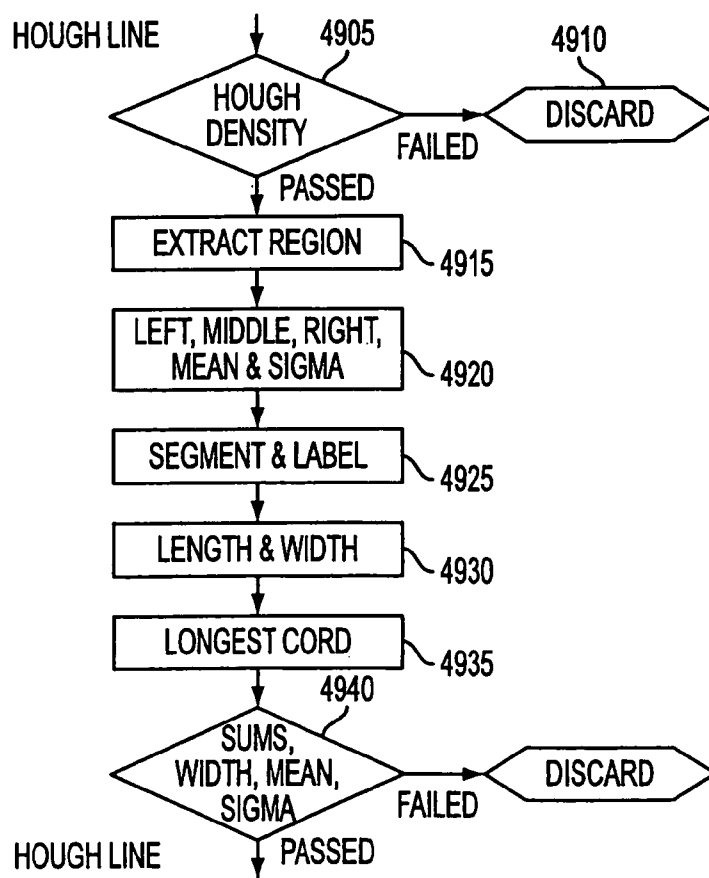 HOUGH LINE
4905
4910
HOUGH
DENSITY
DISCARD
FAILED
PASSED
EXTRACT REGION
4915
LEFT, MIDDLE, RIGHT,
MEAN & SIGMA
4920
SEGMENT & LABEL
4925
LENGTH & WIDTH
4930
LONGEST CORD
4935
4940
SUMS,
WIDTH, MEAN,
SIGMA
DISCARD
FAILED
PASSED
HOUGH LINE